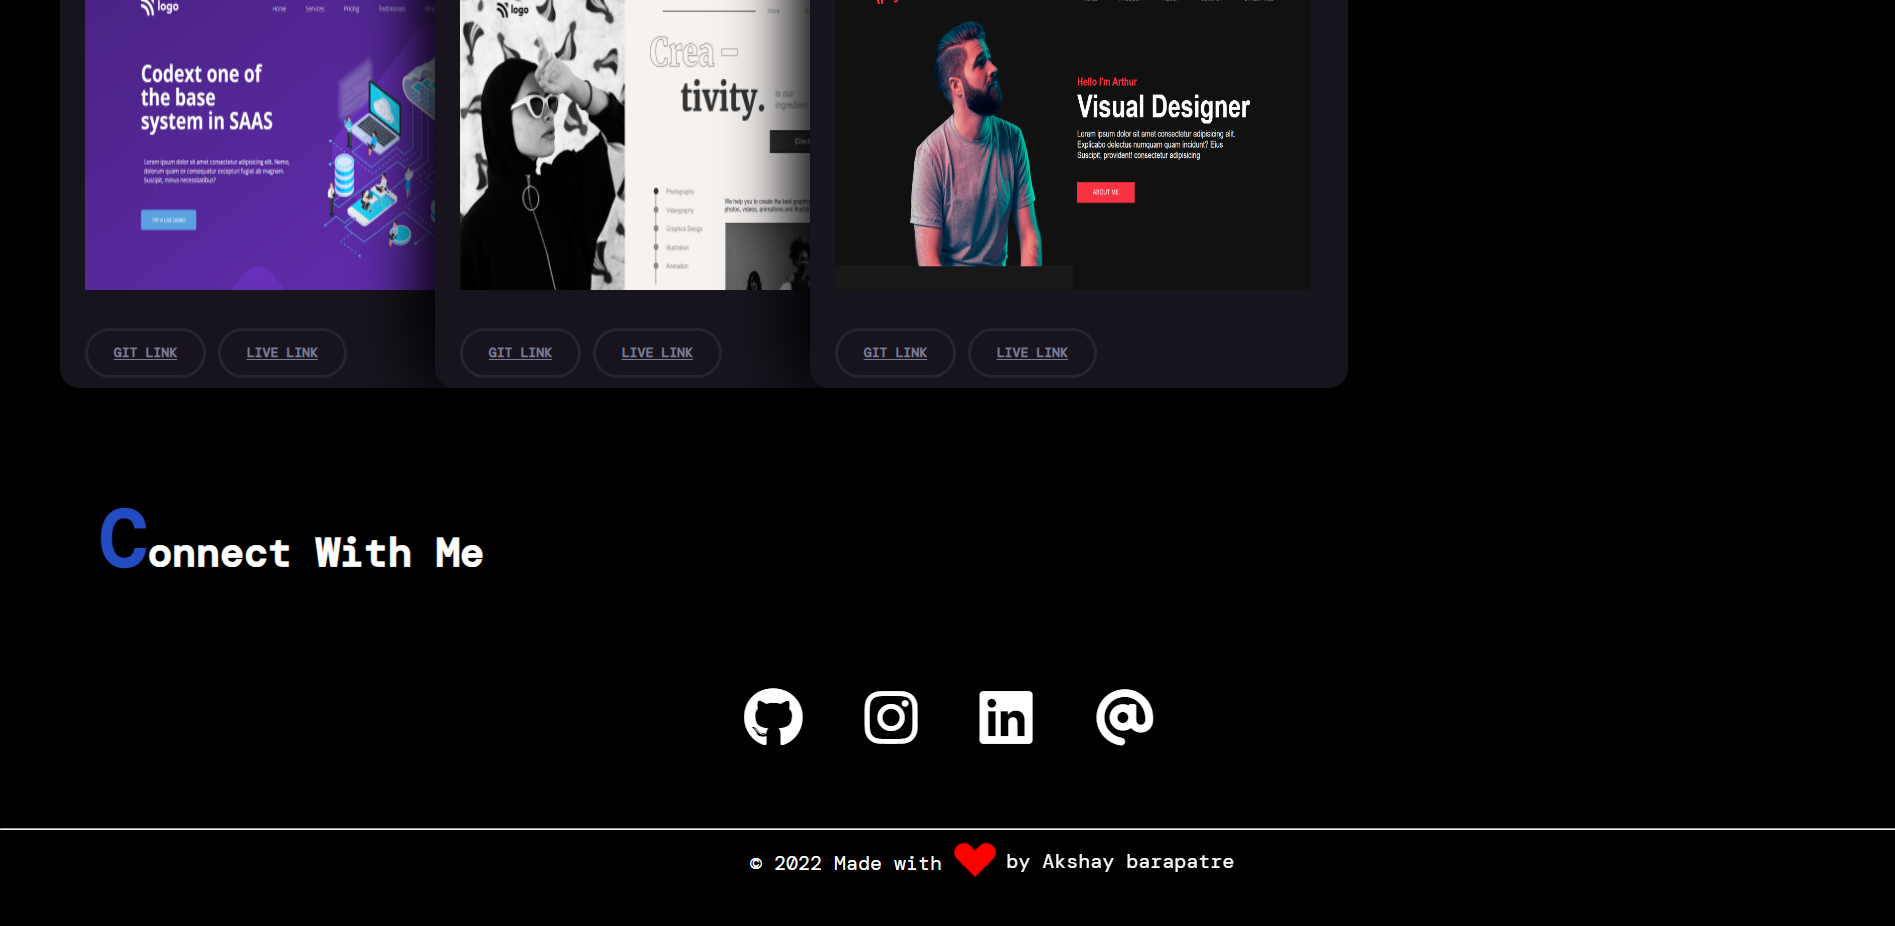 logo
Home Services Pricing Testimonials Blog
Codext one of
the base
system in SAAS
Lorem ipsum dolor sit amet consectetur adipisicing elit. Nemo,
dolorum quam ex consequatur excepturi fugiat ab magnam.
Suscipit, minus necessitatibus?
TRY A LIVE DEMO
GIT LINK LIVE LINK
logo
Home
Crea –
tivity.
is our
ingredient.
Photography
Videography
Graphics Design
Illustration
Animation
We help you to create the best
photos, videos, animations and
GIT LINK LIVE LINK
Hello I'm Arthur
Visual Designer
Lorem ipsum dolor sit amet consectetur adipisicing elit.
Explicabo delectus numquam quam incidunt? Eius
Suscipit, provident! consectetur adipisicing
ABOUT ME
GIT LINK LIVE LINK
Connect With Me
in
© 2022 Made with by Akshay barapatre